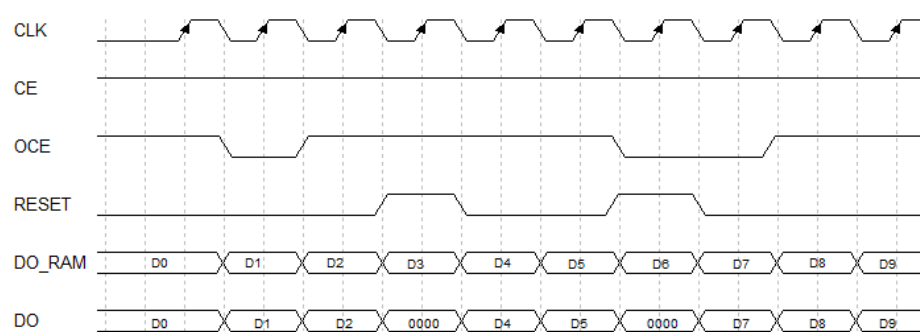 CLK
CE
OCE
RESET
DO_RAM D0 D1 D2 D3 D4 D5 D6 D7 D8 D9
DO D0 D1 D2 0000 D4 D5 0000 D7 D8 D9